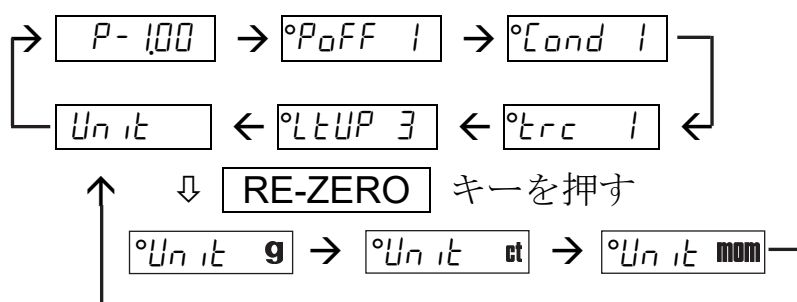 P-1.00 → °PoFF 1 → °Cond 1
Unit ← °LtUP 3 ← °trc 1 ←
⇩ RE-ZERO キーを押す
°Unit g → °Unit ct → °Unit mom